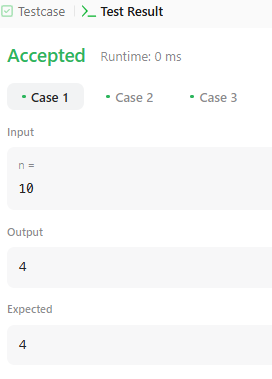 Testcase
Test Result
Accepted Runtime: 0 ms
Case 1 Case 2 Case 3
Input
n =
10
Output
4
Expected
4